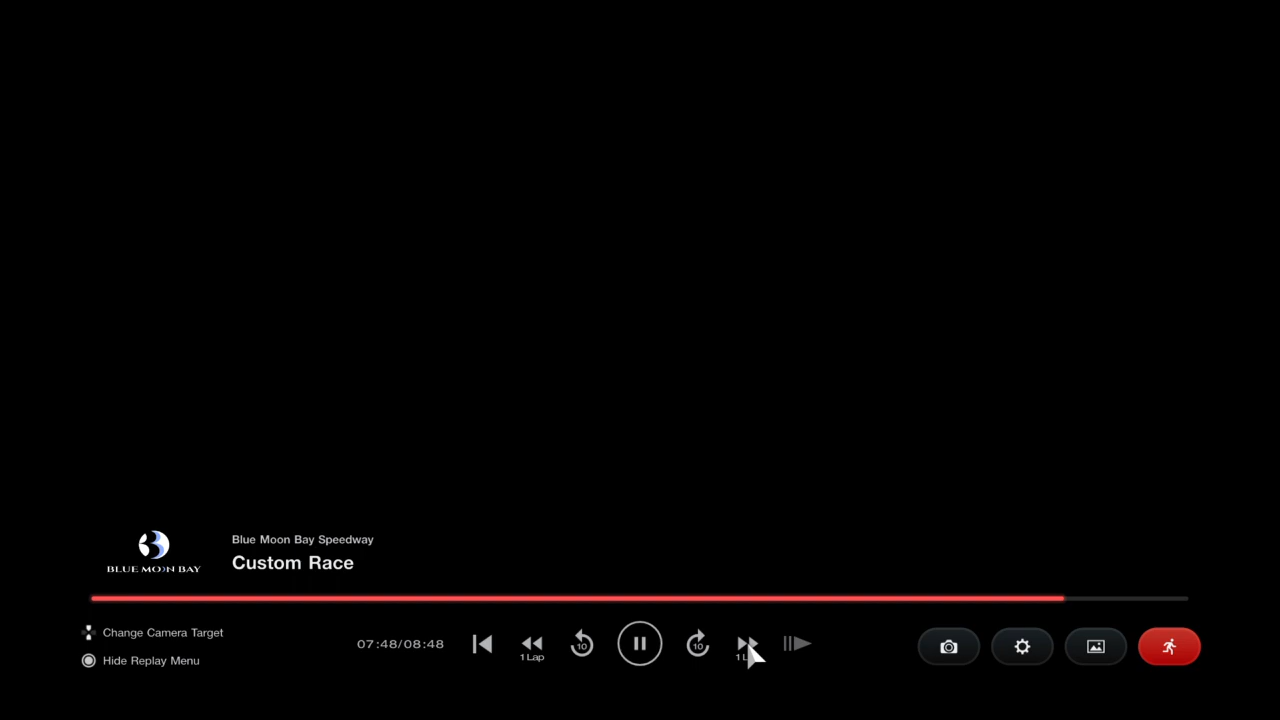 Blue Moon Bay Speedway
Custom Race
BLUE MOON BAY
Change Camera Target
Hide Replay Menu
07:48/08:48
1 Lap
10
10
1 L